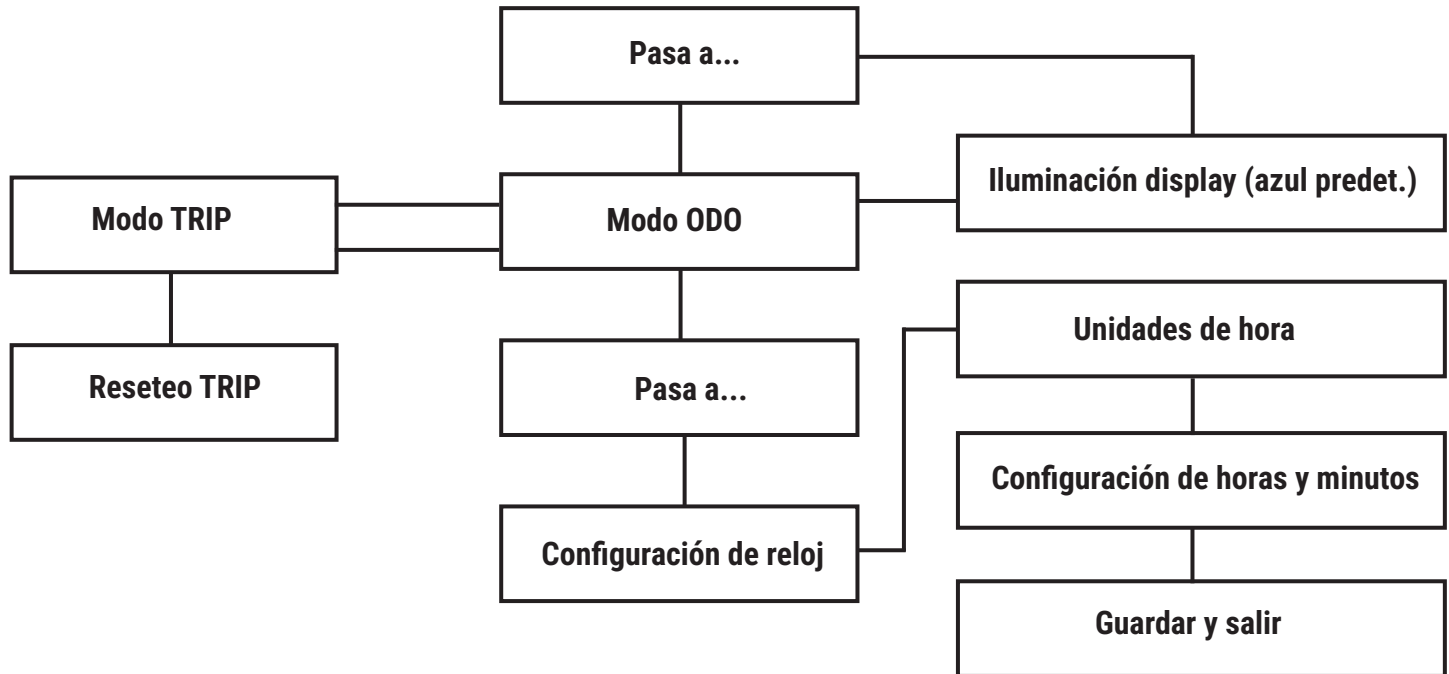 Pasa a...
Iluminación display (azul predet.)
Modo TRIP
Modo ODO
Unidades de hora
Reseteo TRIP
Pasa a...
Configuración de horas y minutos
Configuración de reloj
Guardar y salir